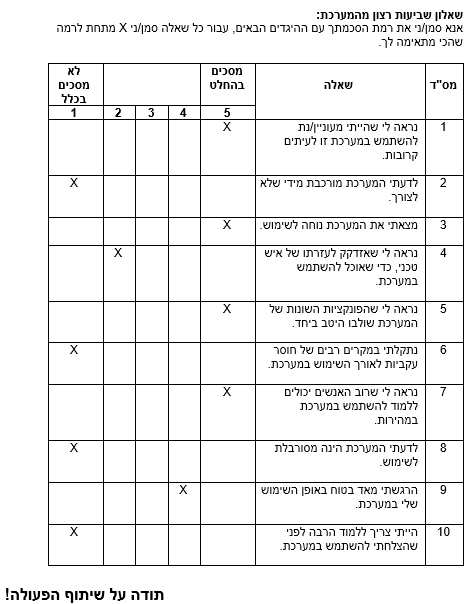 שאלון שביעות רצון מהמערכת:
אנא סמן/ני את רמת הסכמתך עם ההיגדים הבאים, עבור כל שאלה סמן/ני X מתחת לרמה
שהכי מתאימה לך.
מס"ד שאלה מסכים בהחלט לא מסכים בכלל
5 4 3 2 1
1 נראה לי שהייתי מעוניין/נת X
להשתמש במערכת זו לעיתים
קרובות.
2 לדעתי המערכת מורכבת מידי שלא X
לצורך.
3 מצאתי את המערכת נוחה לשימוש. X
4 נראה לי שאזדקק לעזרתו של איש X
טכני, כדי שאוכל להשתמש
במערכת.
5 נראה לי שהפונקציות השונות של X
המערכת שולבו היטב ביחד.
6 נתקלתי במקרים רבים של חוסר X
עקביות לאורך השימוש במערכת.
7 נראה לי שרוב האנשים יכולים X
ללמוד להשתמש במערכת
במהירות.
8 לדעתי המערכת הינה מסורבלת X
לשימוש.
9 הרגשתי מאד בטוח באופן השימוש X
שלי במערכת.
10 הייתי צריך ללמוד הרבה לפני X
שהצלחתי להשתמש במערכת.
תודה על שיתוף הפעולה!